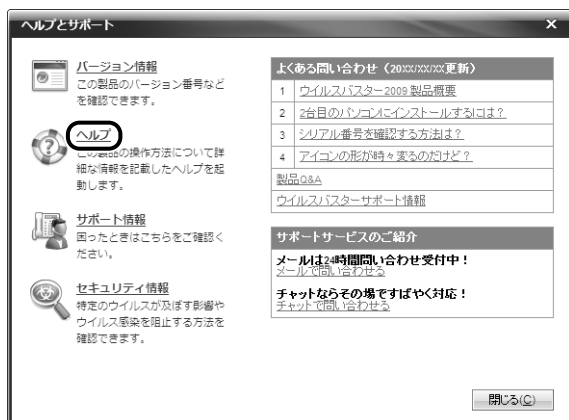 ヘルプとサポート
バージョン情報
この製品のバージョン番号など
を確認できます。
ヘルプ
この製品の操作方法について詳
細な情報を記載したヘルプを起
動します。
サポート情報
困ったときはこちらをご確認く
ださい。
セキュリティ情報
特定のウイルスが及ぼす影響や
ウイルス感染を阻止する方法を
確認できます。
よくある問い合わせ（20XX/XX/XX更新）
1 ウイルスバスター2009 製品概要
2 2台目のパソコンにインストールするには？
3 シリアル番号を確認する方法は？
4 アイコンの形が時々変るのだけど？
製品Q&A
ウイルスバスターサポート情報
サポートサービスのご紹介
メールは24時間問い合わせ受付中！
メールで問い合わせる
チャットならその場ですばやく対応！
チャットで問い合わせる
閉じる(C)